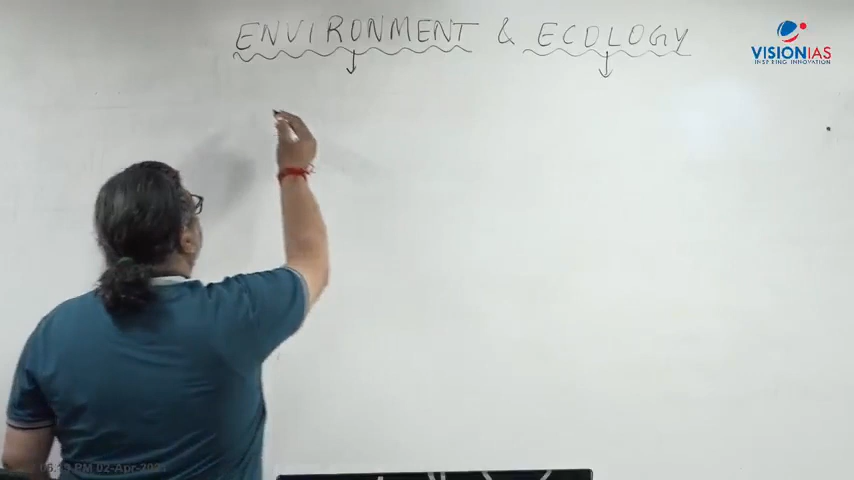 ENVIRONMENT & ECOLOGY
VISIONIAS
INSPIRING INNOVATION